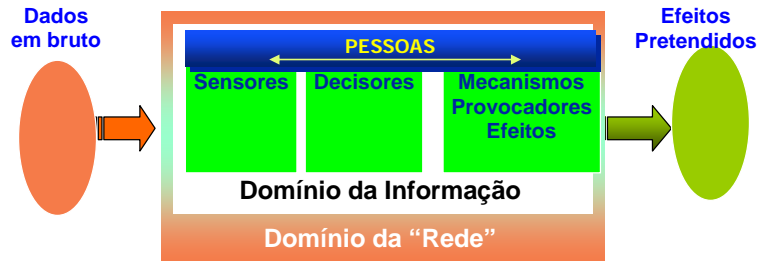 Dados
em bruto
PESSOAS
Sensores
Decisores
Mecanismos
Provocadores
Efeitos
Domínio da Informação
Domínio da “Rede”
Efeitos
Pretendidos